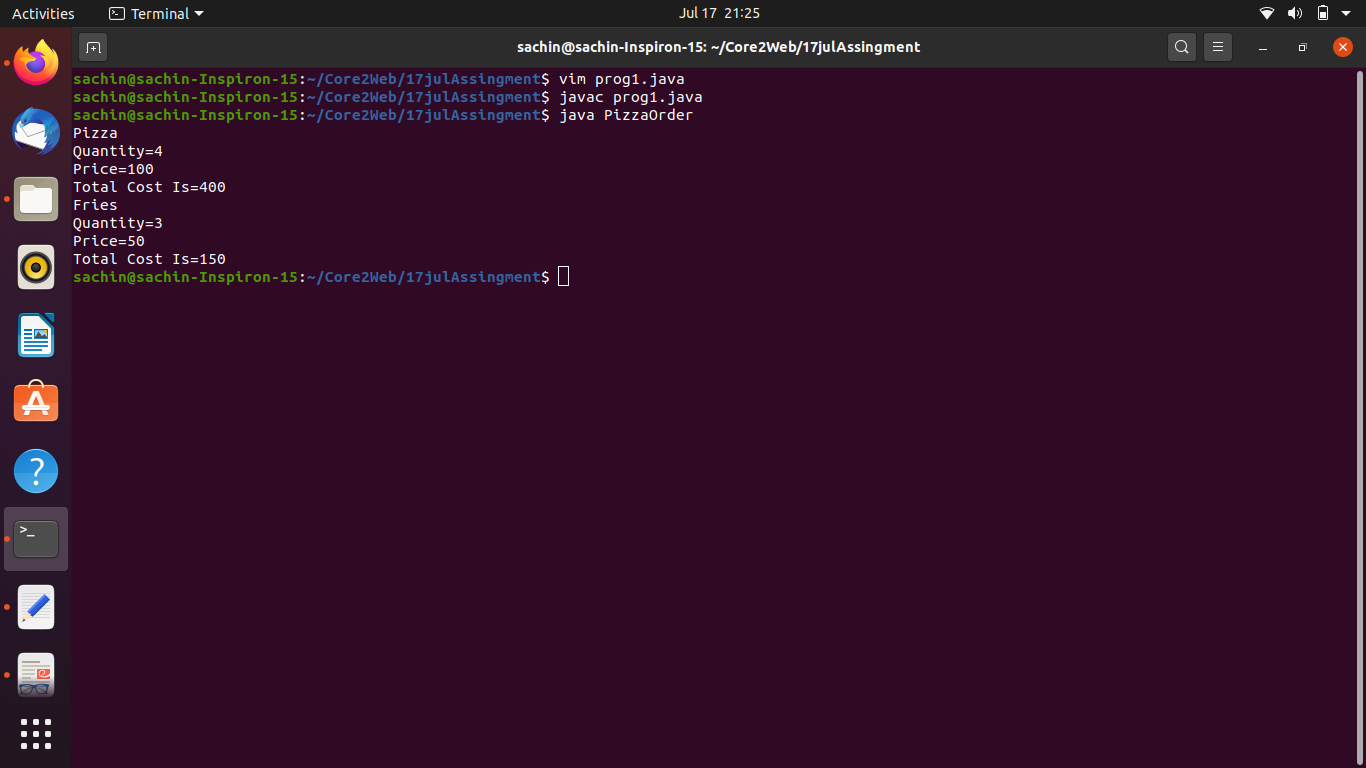 Activities
Terminal
Jul 17 21:25
sachin@sachin-Inspiron-15: ~/Core2Web/17julAssingment
sachin@sachin-Inspiron-15:~/Core2Web/17julAssingment$ vim prog1.java
sachin@sachin-Inspiron-15:~/Core2Web/17julAssingment$ javac prog1.java
sachin@sachin-Inspiron-15:~/Core2Web/17julAssingment$ java PizzaOrder
Pizza
Quantity=4
Price=100
Total Cost Is=400
Fries
Quantity=3
Price=50
Total Cost Is=150
sachin@sachin-Inspiron-15:~/Core2Web/17julAssingment$